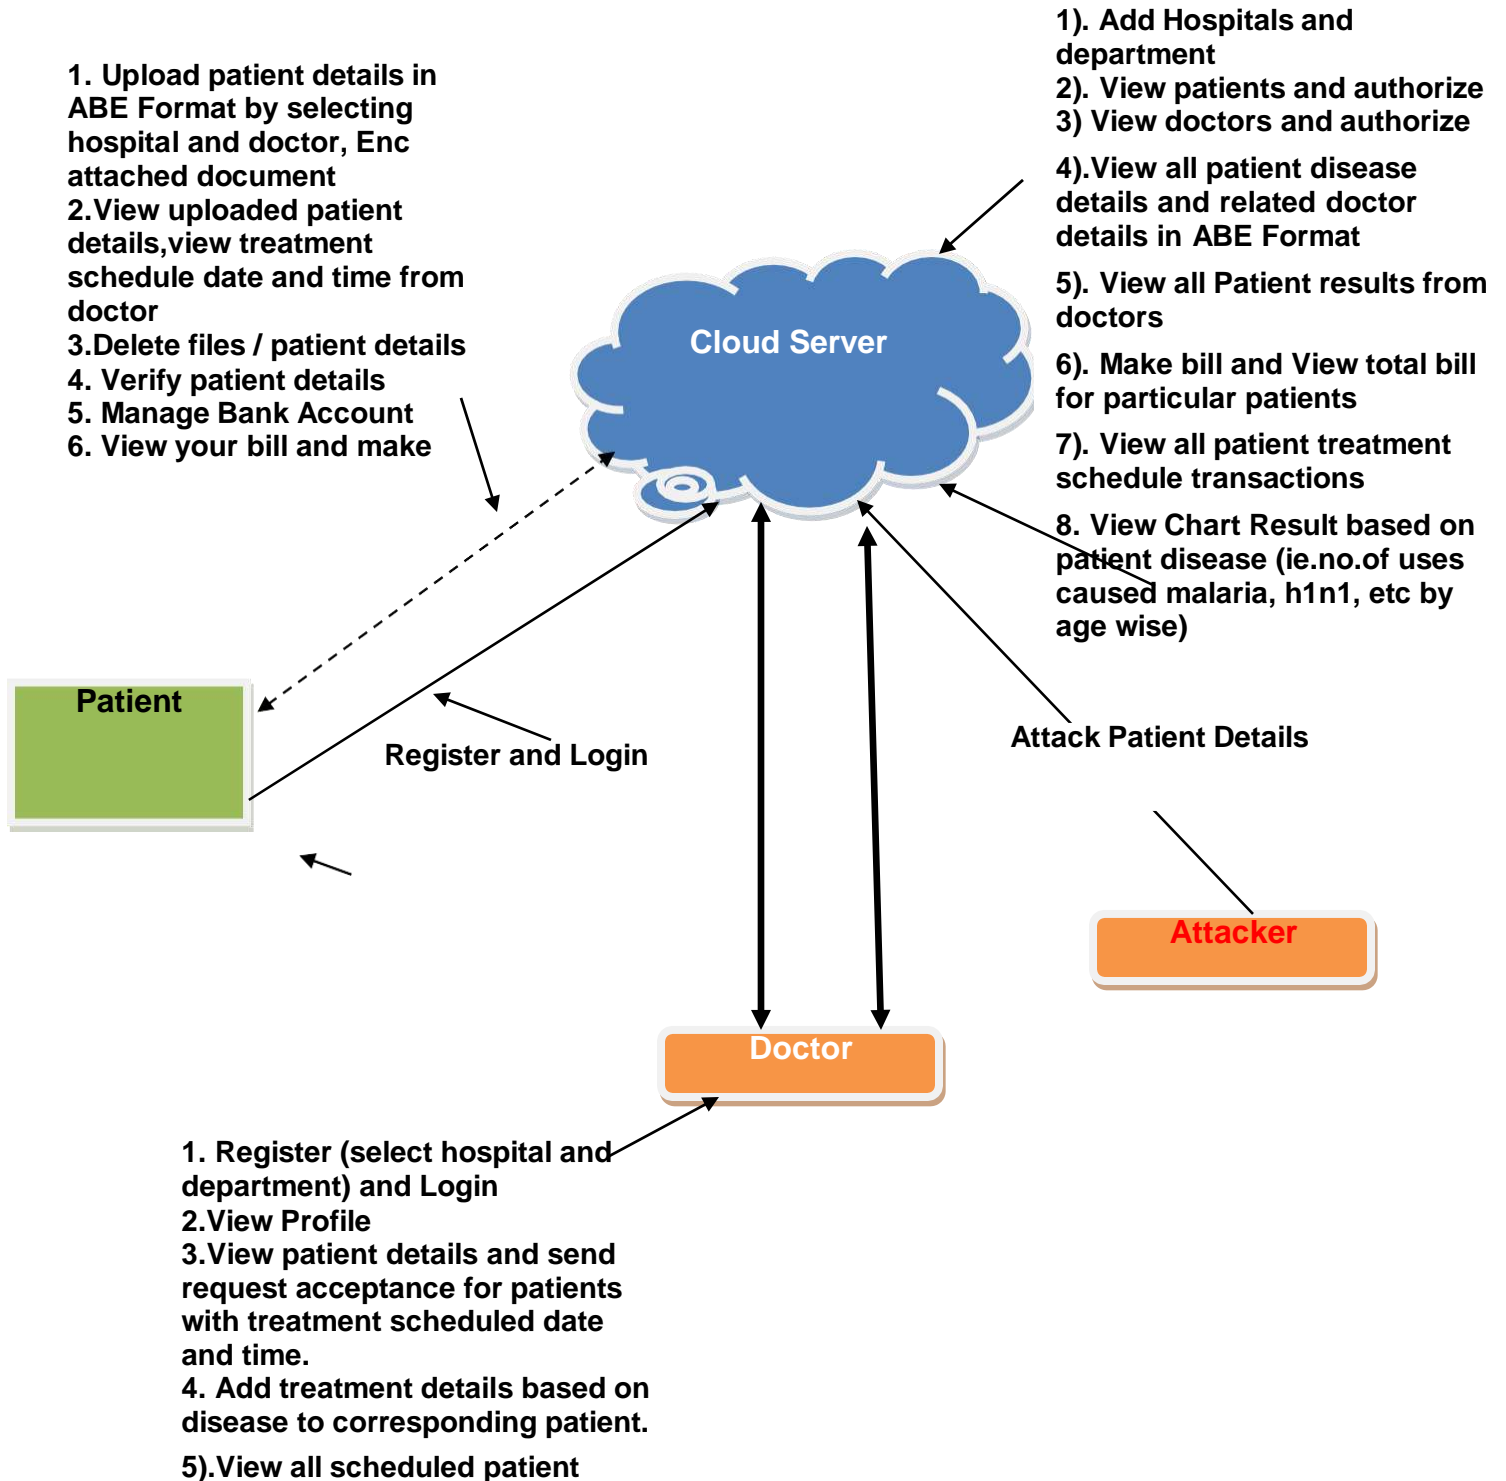 1. Upload patient details in
ABE Format by selecting
hospital and doctor, Enc
attached document
2.View uploaded patient
details,view treatment
schedule date and time from
doctor
3.Delete files / patient details
4. Verify patient details
5. Manage Bank Account
6. View your bill and make
1). Add Hospitals and
department
2). View patients and authorize
3) View doctors and authorize
4).View all patient disease
details and related doctor
details in ABE Format
5). View all Patient results from
doctors
6). Make bill and View total bill
for particular patients
7). View all patient treatment
schedule transactions
8. View Chart Result based on
patient disease (ie.no.of uses
caused malaria, h1n1, etc by
age wise)
Cloud Server
Patient
Register and Login
Attack Patient Details
Attacker
Doctor
1. Register (select hospital and
department) and Login
2.View Profile
3.View patient details and send
request acceptance for patients
with treatment scheduled date
and time.
4. Add treatment details based on
disease to corresponding patient.
5).View all scheduled patient